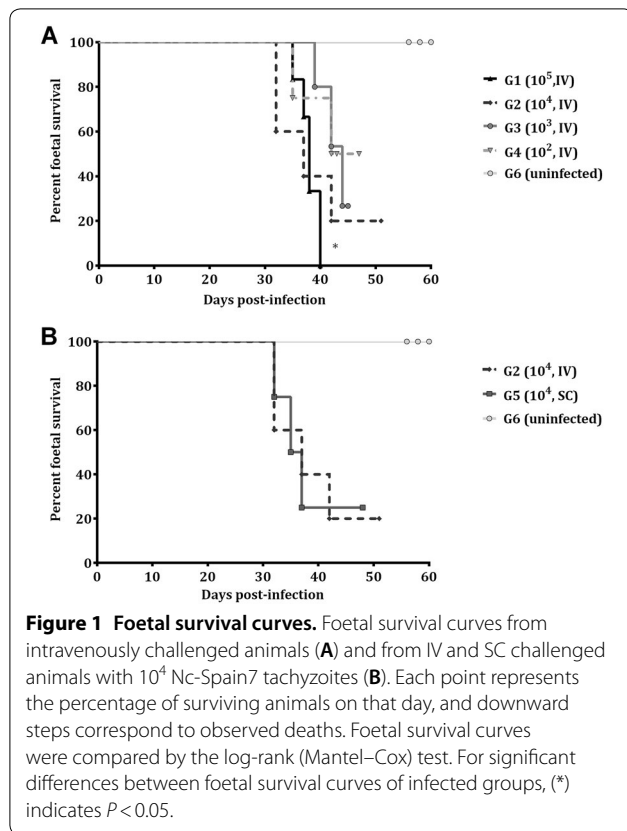 A
100
80
60
40
20
0
Percent foetal survival
0 10 20 30 40 50 60
Days post-infection
*
G1 (10⁵,IV)
G2 (10⁴, IV)
G3 (10³, IV)
G4 (10², IV)
G6 (uninfected)
B
100
80
60
40
20
0
Percent foetal survival
0 10 20 30 40 50 60
Days post-infection
G2 (10⁴, IV)
G5 (10⁴, SC)
G6 (uninfected)
Figure 1 Foetal survival curves. Foetal survival curves from
intravenously challenged animals (A) and from IV and SC challenged
animals with 10⁴ Nc-Spain7 tachyzoites (B). Each point represents
the percentage of surviving animals on that day, and downward
steps correspond to observed deaths. Foetal survival curves
were compared by the log-rank (Mantel–Cox) test. For significant
differences between foetal survival curves of infected groups, (*)
indicates P < 0.05.